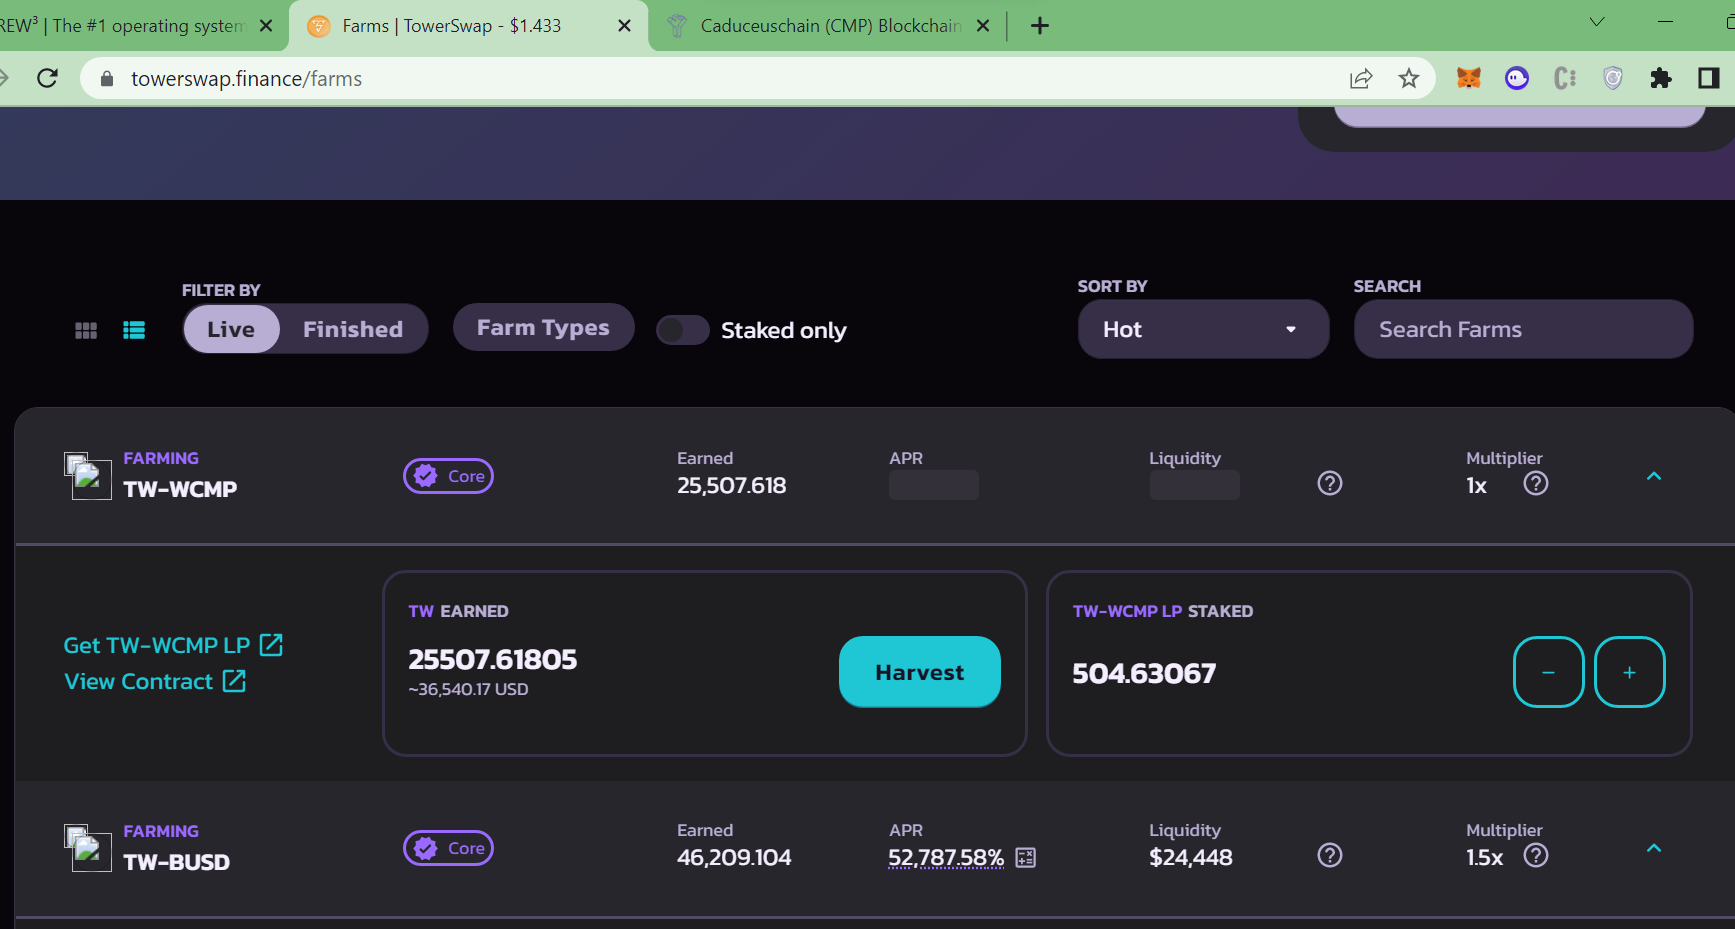 REW³ | The #1 operating system
Farms | TowerSwap - $1.433
Caduceuschain (CMP) Blockchain
towerswap.finance/farms
FILTER BY
Live
Finished
Farm Types
Staked only
SORT BY
Hot
SEARCH
Search Farms
FARMING
TW-WCMP
Core
Earned
25,507.618
APR
Liquidity
Multiplier
1x
Get TW-WCMP LP
View Contract
TW EARNED
25507.61805
~36,540.17 USD
Harvest
TW-WCMP LP STAKED
504.63067
−
+
FARMING
TW-BUSD
Core
Earned
46,209.104
APR
52,787.58%
Liquidity
$24,448
Multiplier
1.5x